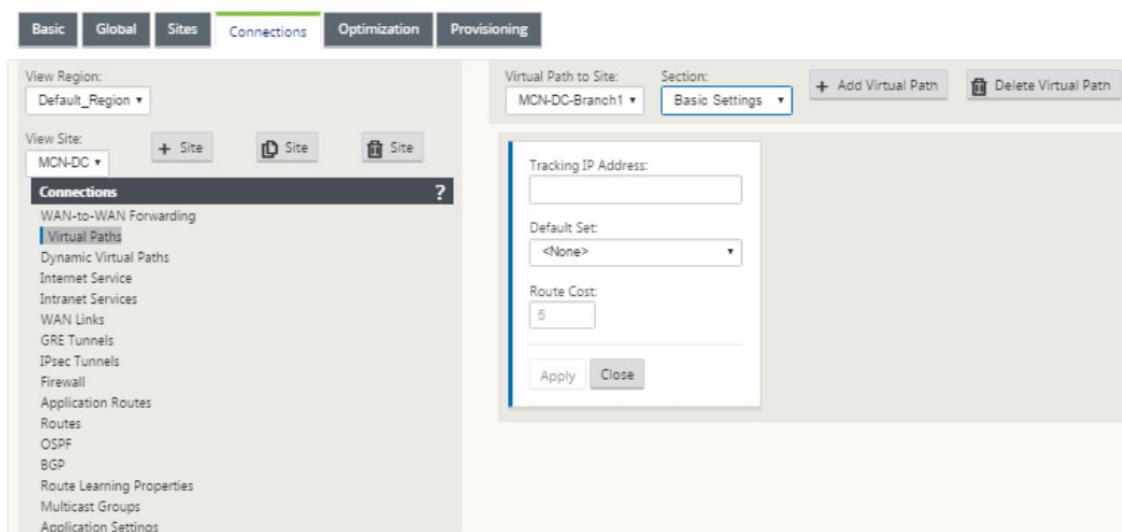 Basic Global Sites Connections Optimization Provisioning
View Region:
Default_Region
View Site:
MCN-DC
+ Site
Site
Site
Connections ?
WAN-to-WAN Forwarding
Virtual Paths
Dynamic Virtual Paths
Internet Service
Intranet Services
WAN Links
GRE Tunnels
IPsec Tunnels
Firewall
Application Routes
Routes
OSPF
BGP
Route Learning Properties
Multicast Groups
Application Settings
Virtual Path to Site: Section:
MCN-DC-Branch1 Basic Settings + Add Virtual Path Delete Virtual Path
Tracking IP Address:
Default Set:
<None>
Route Cost:
5
Apply Close